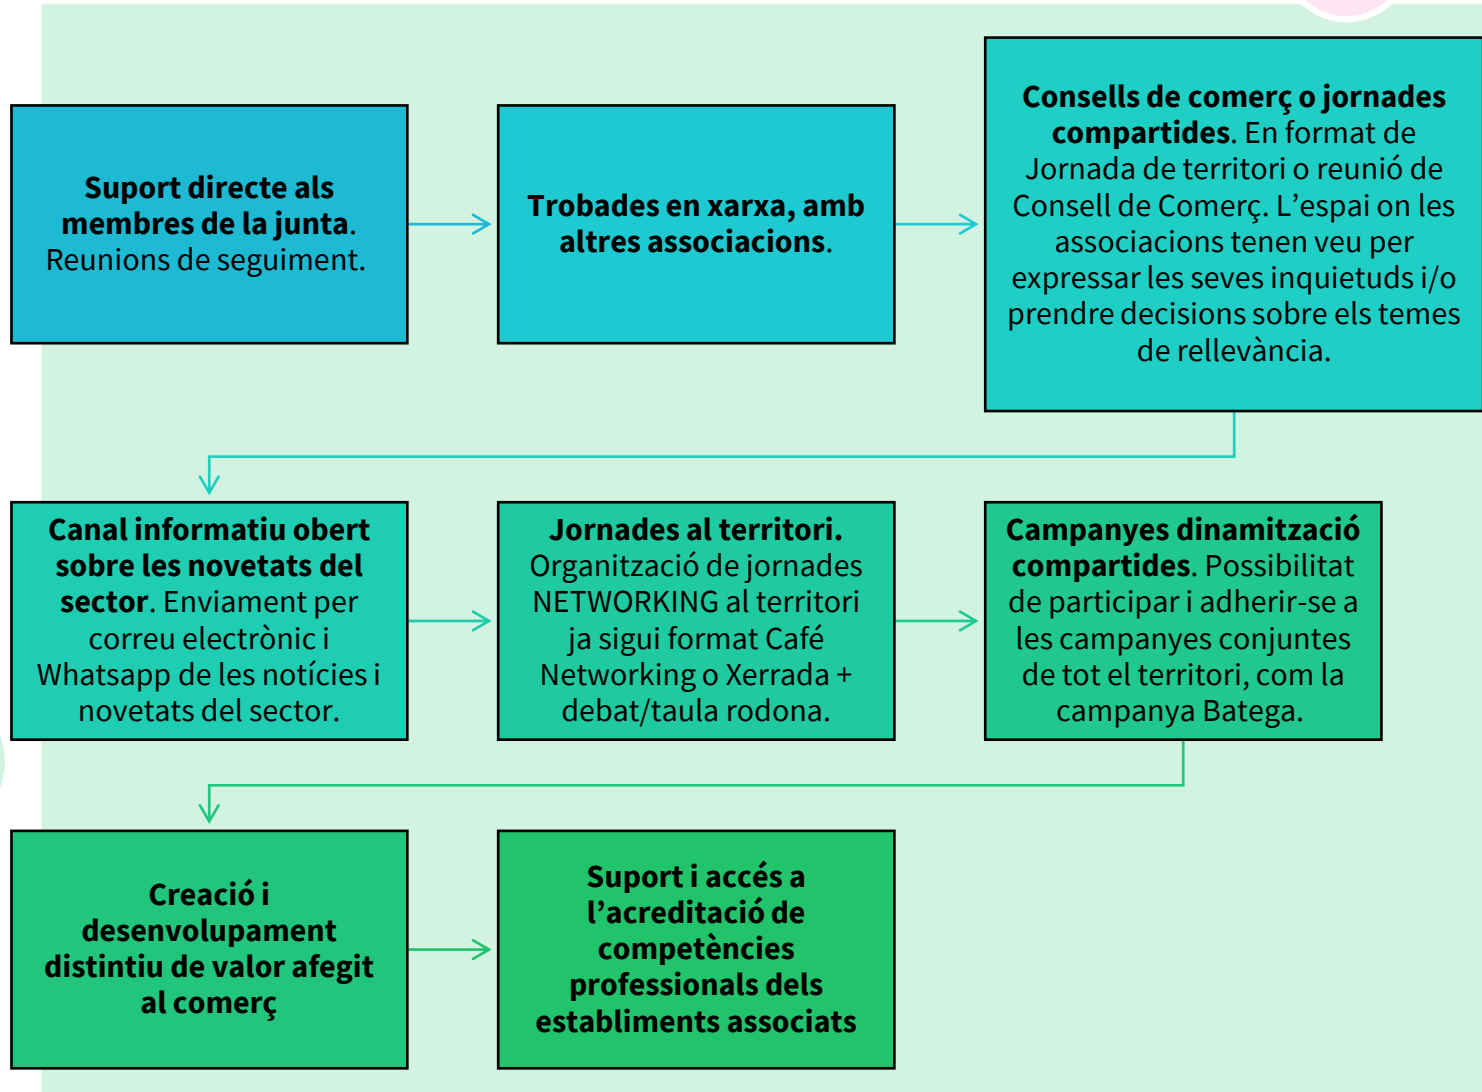 Suport directe als
membres de la junta.
Reunions de seguiment.
Trobades en xarxa, amb
altres associacions.
Consells de comerç o jornades
compartides. En format de
Jornada de territori o reunió de
Consell de Comerç. L’espai on les
associacions tenen veu per
expressar les seves inquietuds i/o
prendre decisions sobre els temes
de rellevància.
Canal informatiu obert
sobre les novetats del
sector. Enviament per
correu electrònic i
Whatsapp de les notícies i
novetats del sector.
Jornades al territori.
Organització de jornades
NETWORKING al territori
ja sigui format Café
Networking o Xerrada +
debat/taula rodona.
Campanyes dinamització
compartides. Possibilitat
de participar i adherir-se a
les campanyes conjuntes
de tot el territori, com la
campanya Batega.
Creació i
desenvolupament
distintiu de valor afegit
al comerç
Suport i accés a
l’acreditació de
competències
professionals dels
establiments associats